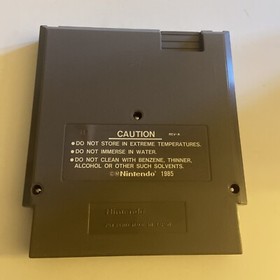 CAUTION
• DO NOT STORE IN EXTREME TEMPERATURES.
• DO NOT IMMERSE IN WATER.
• DO NOT CLEAN WITH BENZENE, THINNER,
ALCOHOL OR OTHER SUCH SOLVENTS.
©®Nintendo® 1985
Nintendo